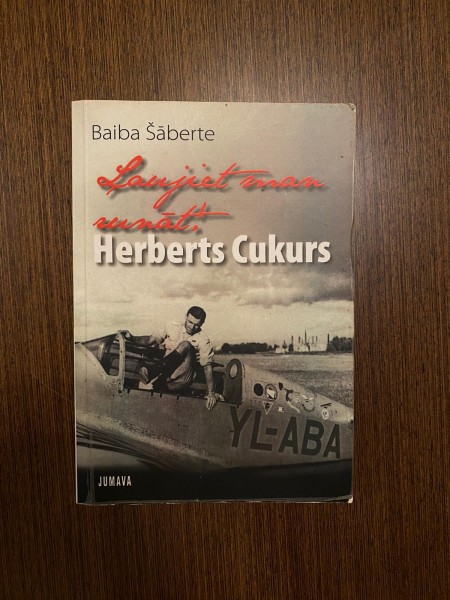 Baiba Šāberte
Ļaujiet man
runāt!
Herberts Cukurs
YL-ABA
JUMAVA